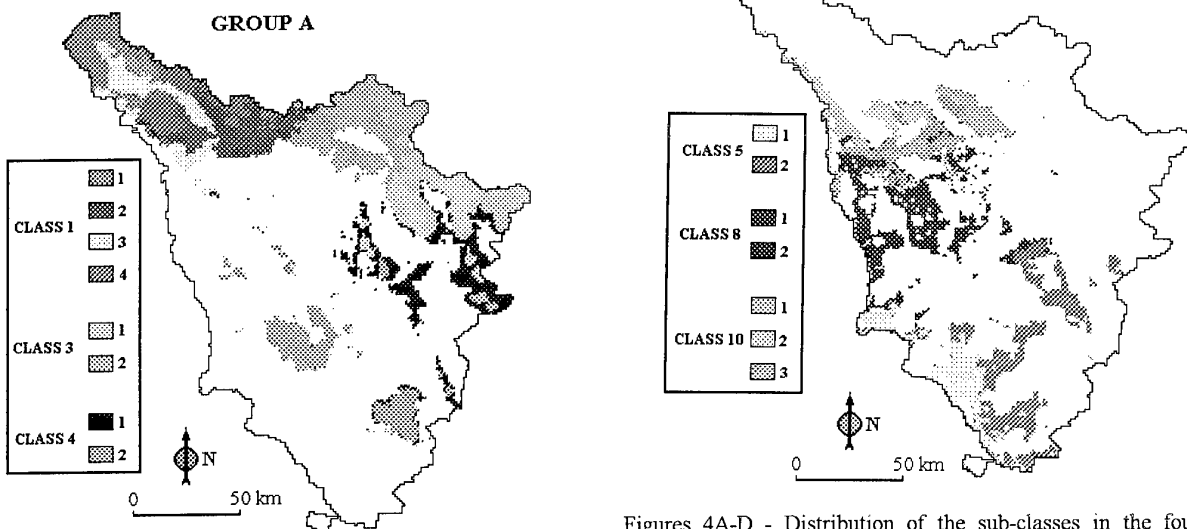 GROUP A
CLASS 1
1
2
3
4
CLASS 3
1
2
CLASS 4
1
2
N
0 50 km
CLASS 5
1
2
CLASS 8
1
2
CLASS 10
1
2
3
N
0 50 km
Figures 4A-D - Distribution of the sub-classes in the fou